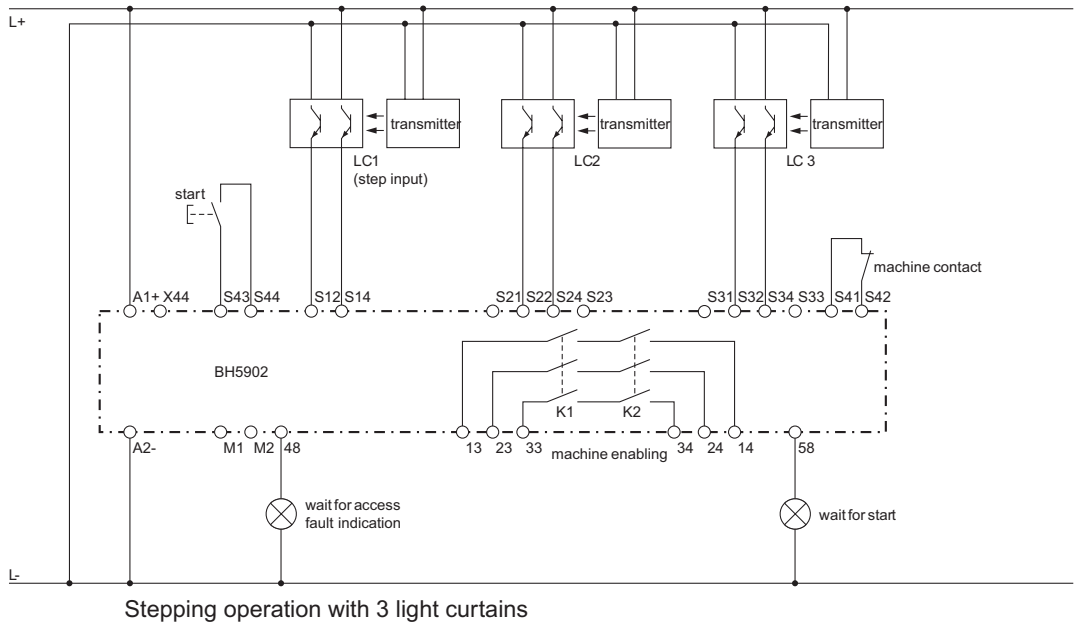 L+
transmitter
transmitter
transmitter
LC1
(step input)
LC2
LC 3
start
machine contact
A1+ X44 S43 S44 S12 S14 S21 S22 S24 S23 S31 S32 S34 S33 S41 S42
BH5902
K1 K2
A2- M1 M2 48 13 23 33 machine enabling 34 24 14 58
wait for access
fault indication
wait for start
L-
Stepping operation with 3 light curtains